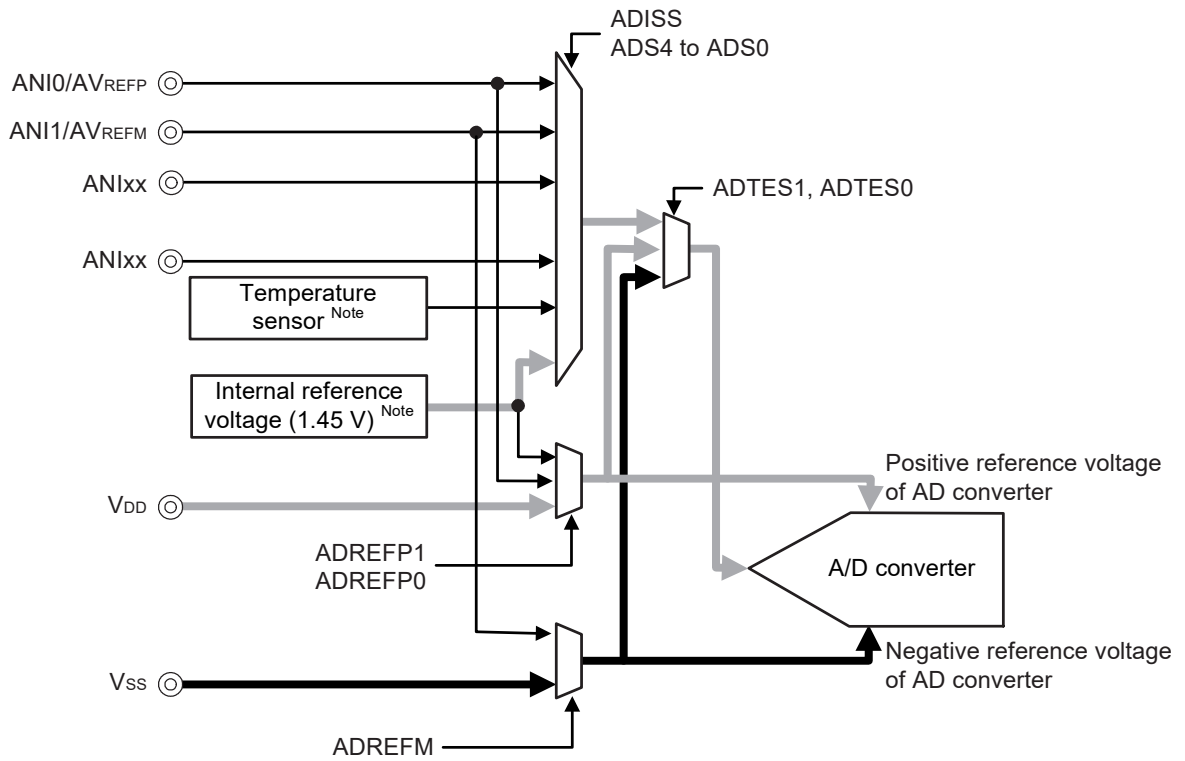 ADISS
ADS4 to ADS0
ANI0/AVREFP
ANI1/AVREFM
ANIxx
ADTES1, ADTES0
ANIxx
Temperature
sensor Note
Internal reference
voltage (1.45 V) Note
Positive reference voltage
of AD converter
VDD
ADREFP1
ADREFP0
A/D converter
Negative reference voltage
of AD converter
VSS
ADREFM